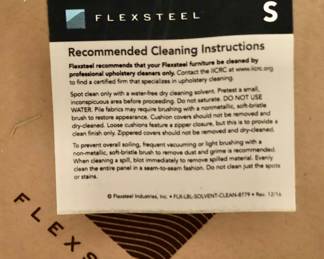 FLEXSTEEL
S
Recommended Cleaning Instructions
Flexsteel recommends that your Flexsteel furniture be cleaned by
professional upholstery cleaners only. Contact the IICRC at www.iicrc.org
to find a certified firm that specializes in upholstery cleaning.
Spot clean only with a water-free dry cleaning solvent. Pretest a small,
inconspicuous area before proceeding. Do not saturate. DO NOT USE
WATER. Pile fabrics may require brushing with a nonmetallic, soft-bristle
brush to restore appearance. Cushion covers should not be removed and
dry-cleaned. Loose cushions feature a zipper closure, but this is to provide a
clean finish only. Zippered covers should not be removed and dry-cleaned.
To prevent overall soiling, frequent vacuuming or light brushing with a
non-metallic, soft-bristle brush to remove dust and grime is recommended.
When cleaning a spill, blot immediately to remove spilled material. Evenly
clean the entire panel in a seam-to-seam fashion. Do not clean just the spots
or stains.
© Flexsteel Industries, Inc. • FLX-LBL-SOLVENT-CLEAN-8779 • Rev. 12/16
FLEXS